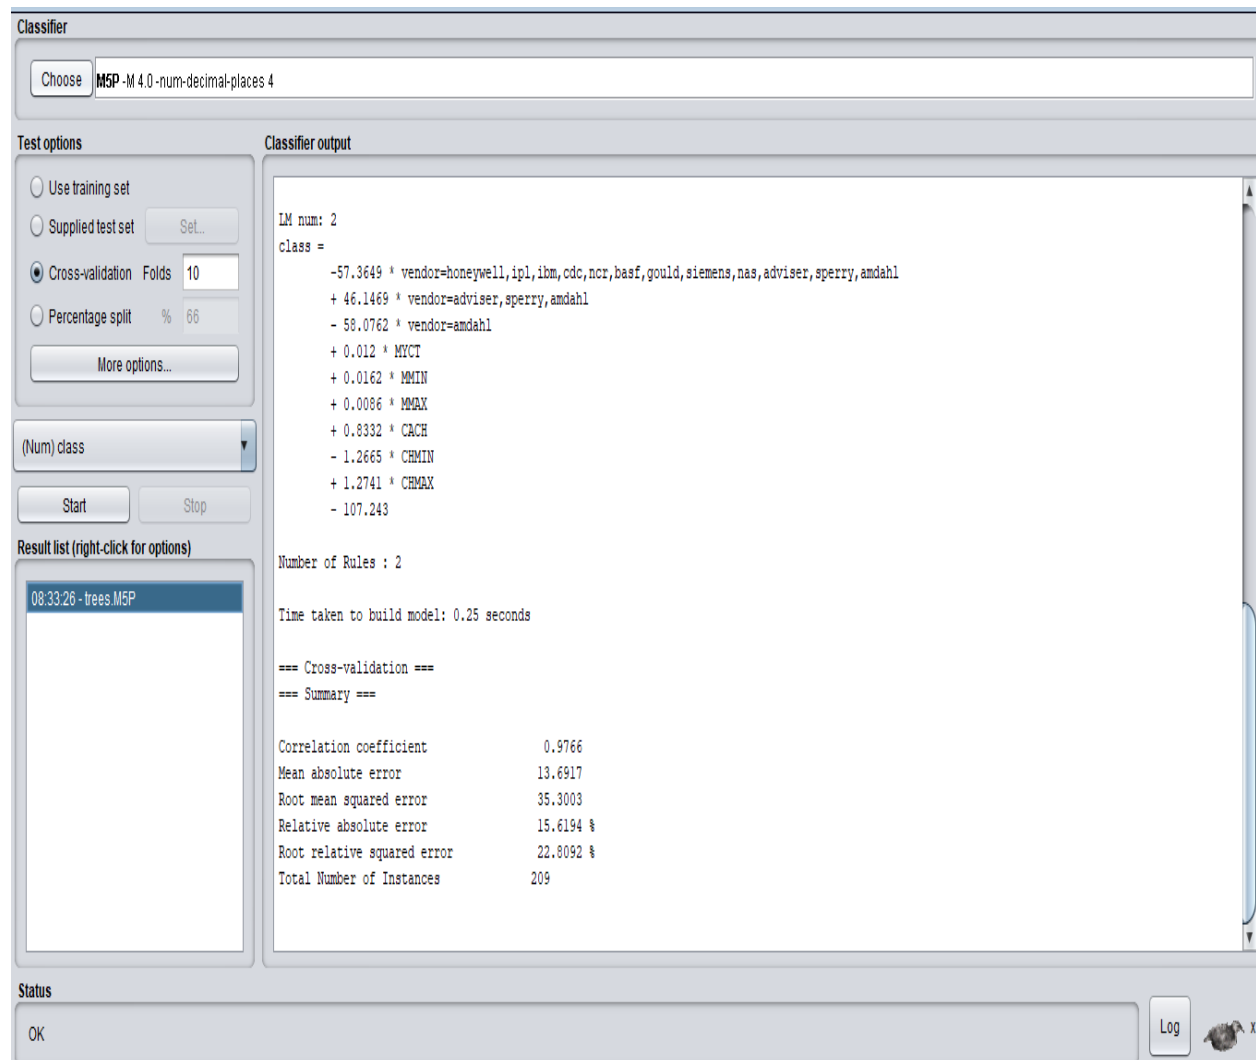 Classifier
Choose M5P -M 4.0 -num-decimal-places 4
Test options
Use training set
Supplied test set Set...
Cross-validation Folds 10
Percentage split % 66
More options...
(Num) class
Start Stop
Result list (right-click for options)
08:33:26 - trees.M5P
Classifier output
LM num: 2
class =
-57.3649 * vendor=honeywell,ipl,ibm,cdc,ncr,basf,gould,siemens,nas,adviser,sperry,amdahl
+ 46.1469 * vendor=adviser,sperry,amdahl
- 58.0762 * vendor=amdahl
+ 0.012 * MYCT
+ 0.0162 * MMIN
+ 0.0086 * MMAX
+ 0.8332 * CACH
- 1.2665 * CHMIN
+ 1.2741 * CHMAX
- 107.243
Number of Rules : 2
Time taken to build model: 0.25 seconds
=== Cross-validation ===
=== Summary ===
Correlation coefficient 0.9766
Mean absolute error 13.6917
Root mean squared error 35.3003
Relative absolute error 15.6194 %
Root relative squared error 22.8092 %
Total Number of Instances 209
Status
OK
Log
x